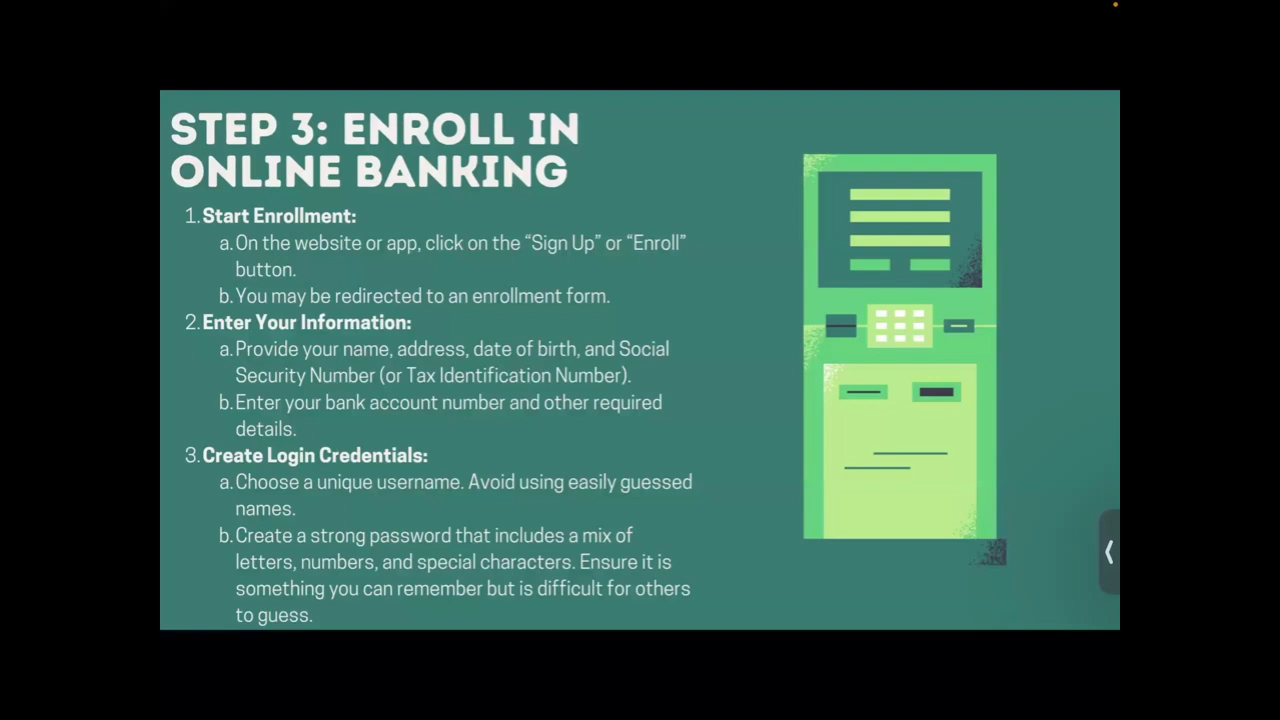 STEP 3: ENROLL IN
ONLINE BANKING
1. Start Enrollment:
a. On the website or app, click on the “Sign Up” or “Enroll”
button.
b. You may be redirected to an enrollment form.
2. Enter Your Information:
a. Provide your name, address, date of birth, and Social
Security Number (or Tax Identification Number).
b. Enter your bank account number and other required
details.
3. Create Login Credentials:
a. Choose a unique username. Avoid using easily guessed
names.
b. Create a strong password that includes a mix of
letters, numbers, and special characters. Ensure it is
something you can remember but is difficult for others
to guess.